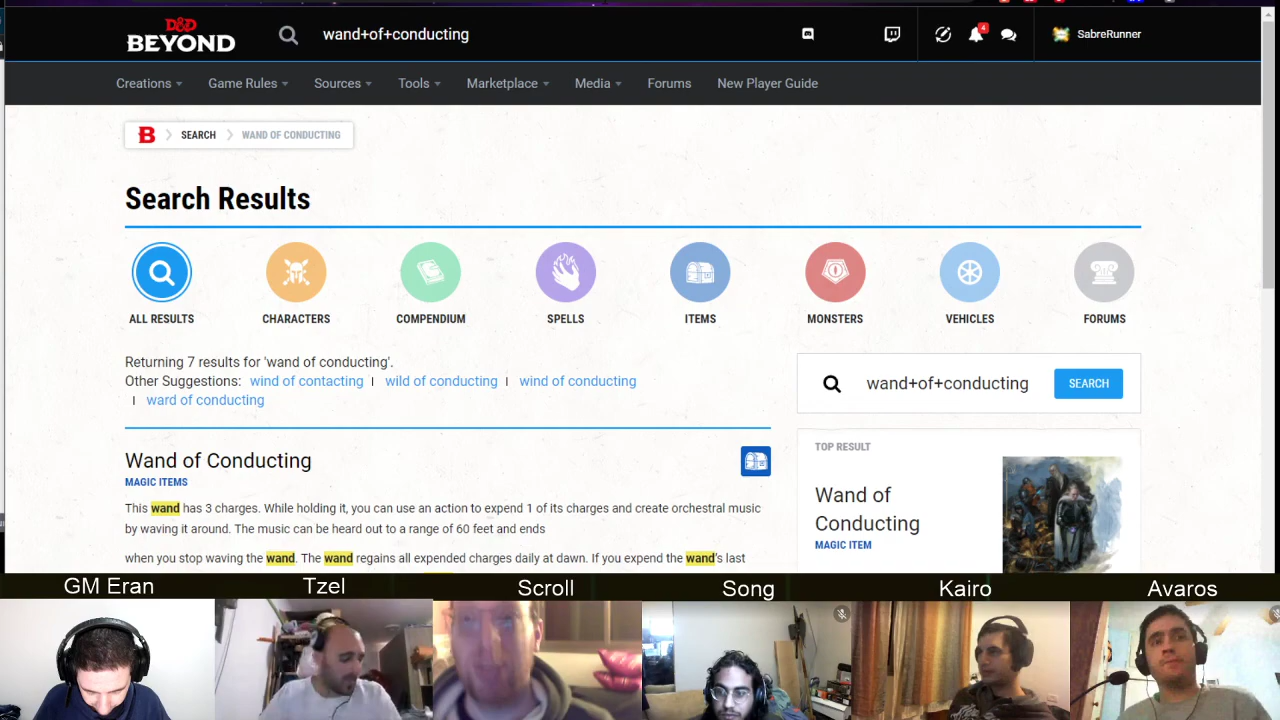 D&D
BEYOND
wand+of+conducting
4
SabreRunner
Creations
Game Rules
Sources
Tools
Marketplace
Media
Forums
New Player Guide
B
SEARCH
WAND OF CONDUCTING
Search Results
ALL RESULTS
CHARACTERS
COMPENDIUM
SPELLS
ITEMS
MONSTERS
VEHICLES
FORUMS
Returning 7 results for 'wand of conducting'.
Other Suggestions: wind of contacting | wild of conducting | wind of conducting
| ward of conducting
wand+of+conducting
SEARCH
Wand of Conducting
MAGIC ITEMS
This wand has 3 charges. While holding it, you can use an action to expend 1 of its charges and create orchestral music
by waving it around. The music can be heard out to a range of 60 feet and ends
when you stop waving the wand. The wand regains all expended charges daily at dawn. If you expend the wand's last
TOP RESULT
Wand of
Conducting
MAGIC ITEM
GM Eran
Tzel
Scroll
Song
Kairo
Avaros